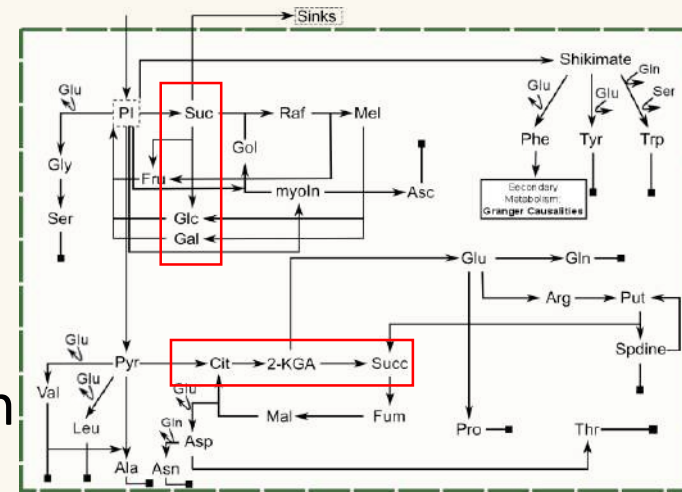 Sinks
Shikimate
Glu
Glu
Glu
Gln
Ser
PI
Suc
Raf
Mel
Gol
Phe
Tyr
Trp
Gly
Fru
myoIn
Asc
Secondary
Metabolism:
Granger Causalities
Ser
Glc
Gal
Glu
Gln
Arg
Put
Glu
Pyr
Cit
2-KGA
Succ
Spdine
Val
Glu
Glu
n
Leu
Mal
Fum
Gln
Asp
Pro
Thr
Ala
Asn